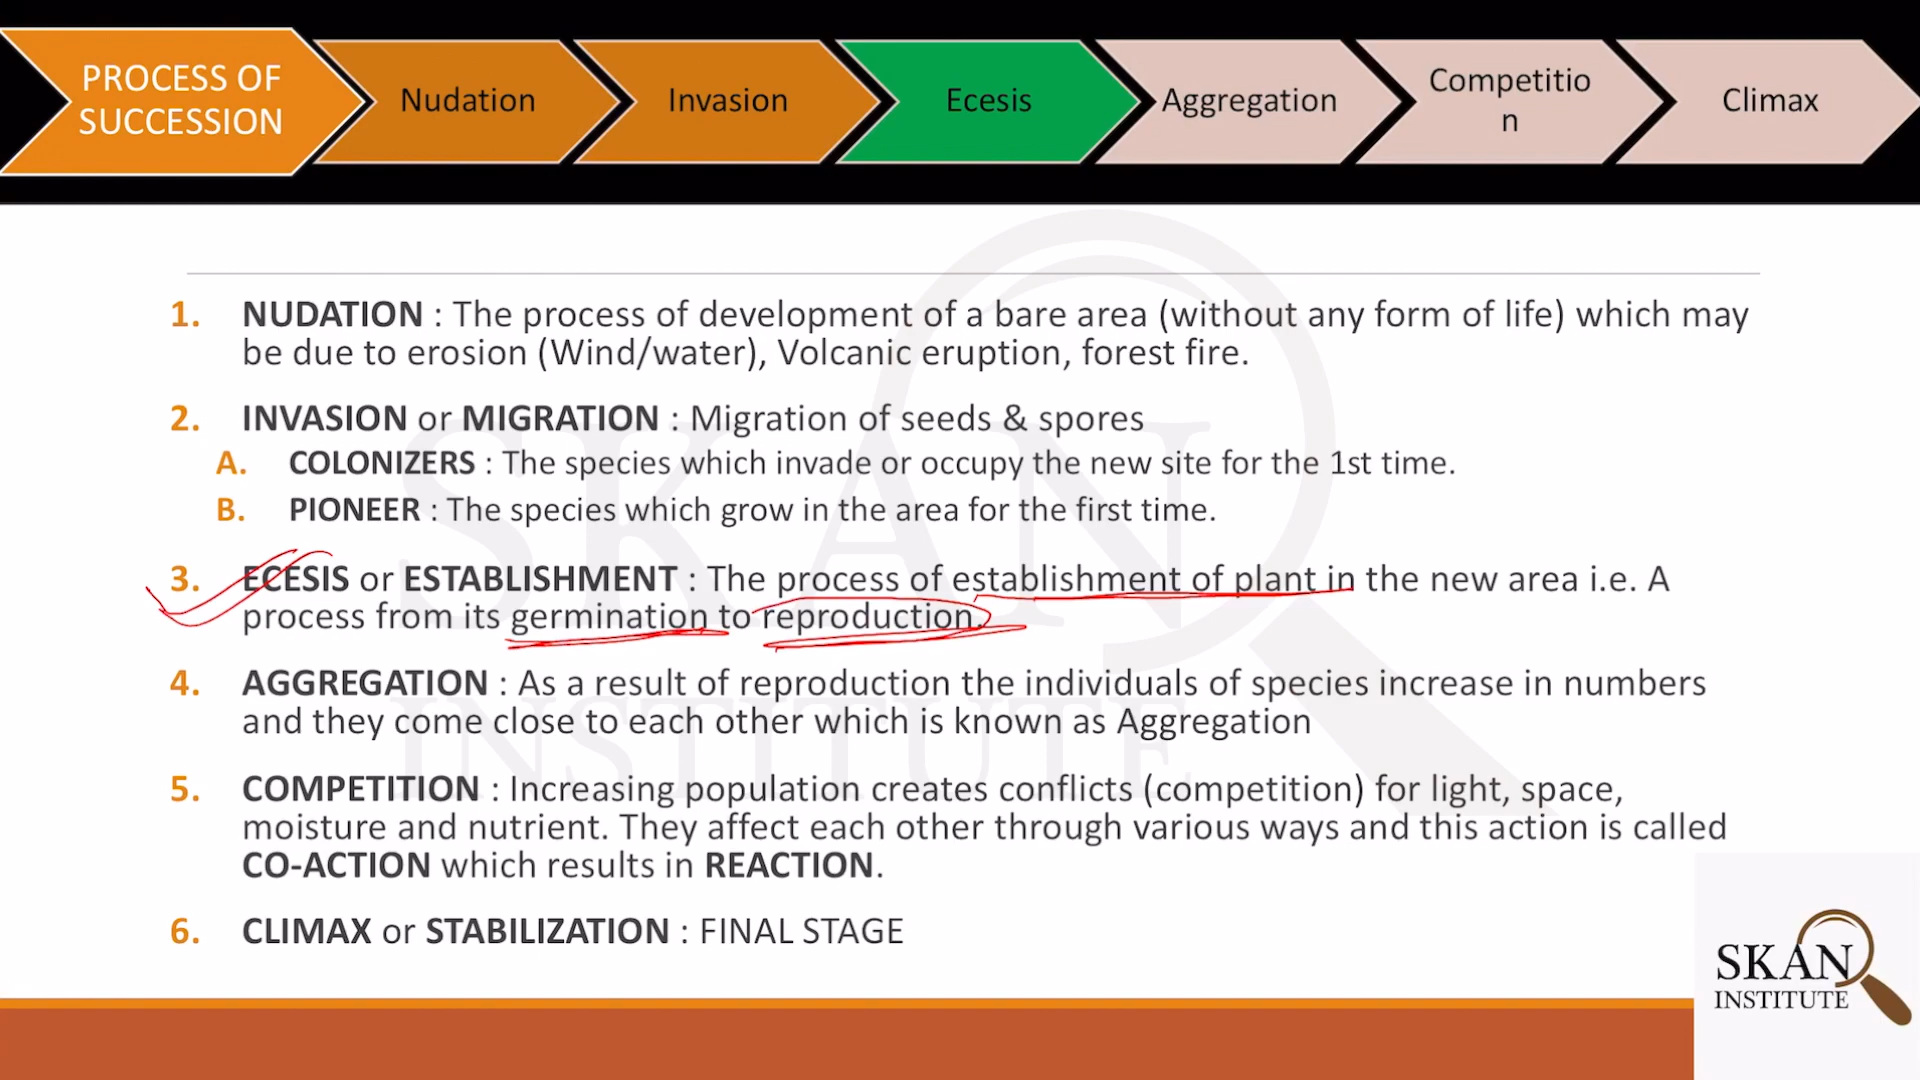 PROCESS OF
SUCCESSION
Nudation
Invasion
Ecesis
Aggregation
Competitio
n
Climax
1. NUDATION : The process of development of a bare area (without any form of life) which may
be due to erosion (Wind/water), Volcanic eruption, forest fire.
2. INVASION or MIGRATION : Migration of seeds & spores
A. COLONIZERS : The species which invade or occupy the new site for the 1st time.
B. PIONEER : The species which grow in the area for the first time.
3. ECESIS or ESTABLISHMENT : The process of establishment of plant in the new area i.e. A
process from its germination to reproduction.
4. AGGREGATION : As a result of reproduction the individuals of species increase in numbers
and they come close to each other which is known as Aggregation
5. COMPETITION : Increasing population creates conflicts (competition) for light, space,
moisture and nutrient. They affect each other through various ways and this action is called
CO-ACTION which results in REACTION.
6. CLIMAX or STABILIZATION : FINAL STAGE
SKAN
INSTITUTE
SKAN
INSTITUTE